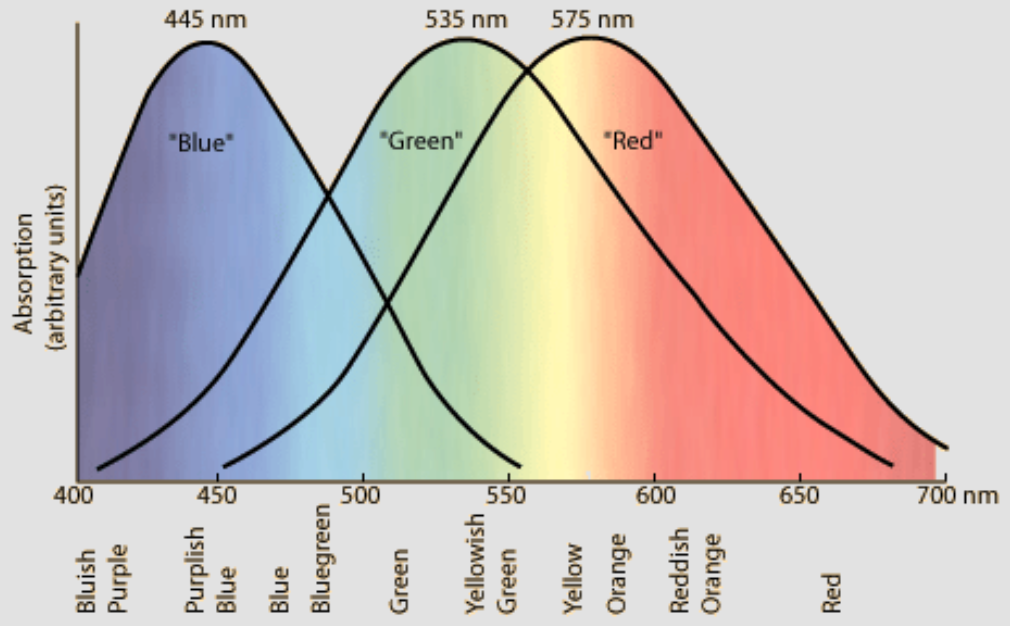 445 nm
535 nm
575 nm
"Blue"
"Green"
"Red"
Absorption
(arbitrary units)
400
450
500
550
600
650
700 nm
Bluish
Purple
Purplish
Blue
Blue
Bluegreen
Green
Yellowish
Green
Yellow
Orange
Reddish
Orange
Red